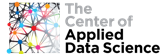 The
Center of
Applied
Data Science